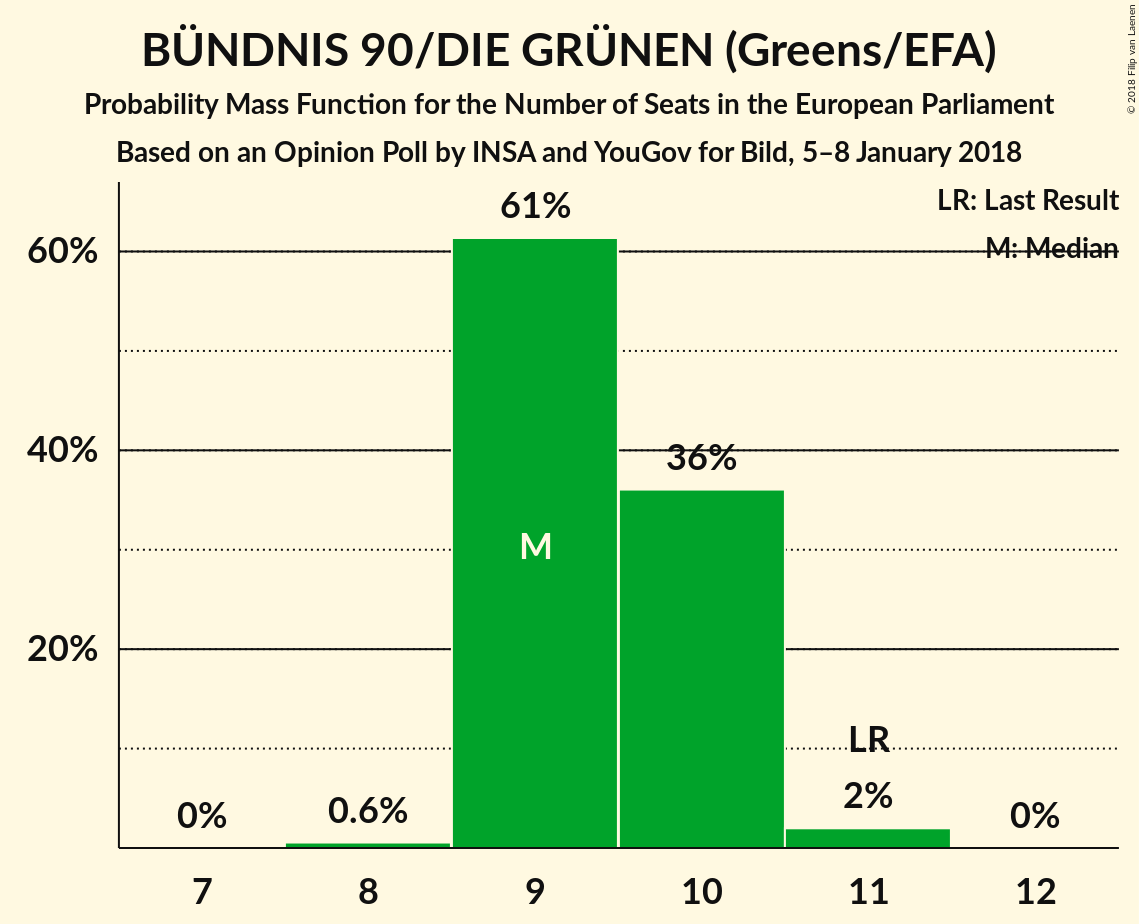 BÜNDNIS 90/DIE GRÜNEN (Greens/EFA)
Probability Mass Function for the Number of Seats in the European Parliament
Based on an Opinion Poll by INSA and YouGov for Bild, 5–8 January 2018
© 2018 Filip van Laenen
LR: Last Result
M: Median
61%
60%
40%
36%
M
20%
LR
0%
0.6%
2%
0%
7 8 9 10 11 12